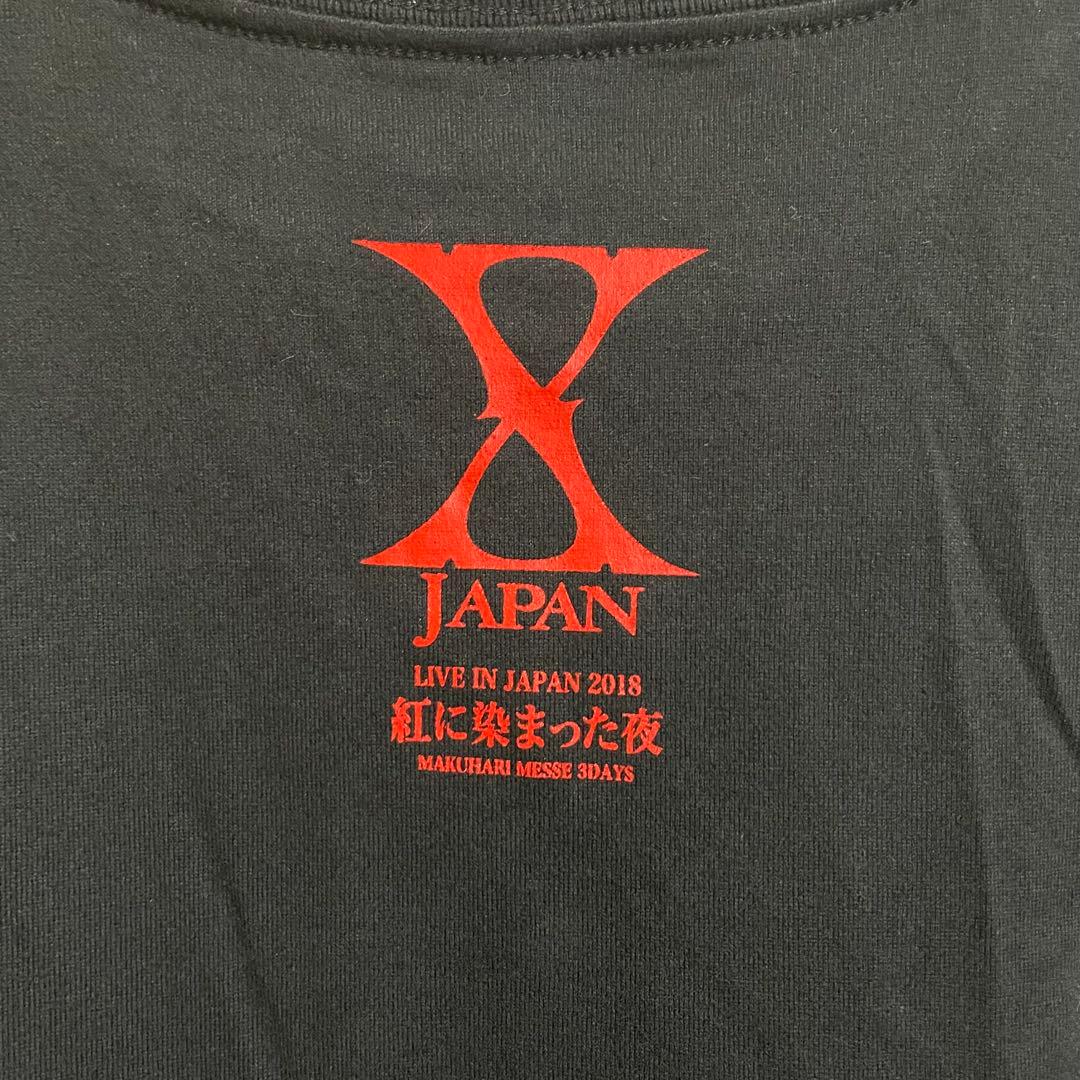 X
JAPAN
LIVE IN JAPAN 2018
紅に染まった夜
MAKUHARI MESSE 3DAYS